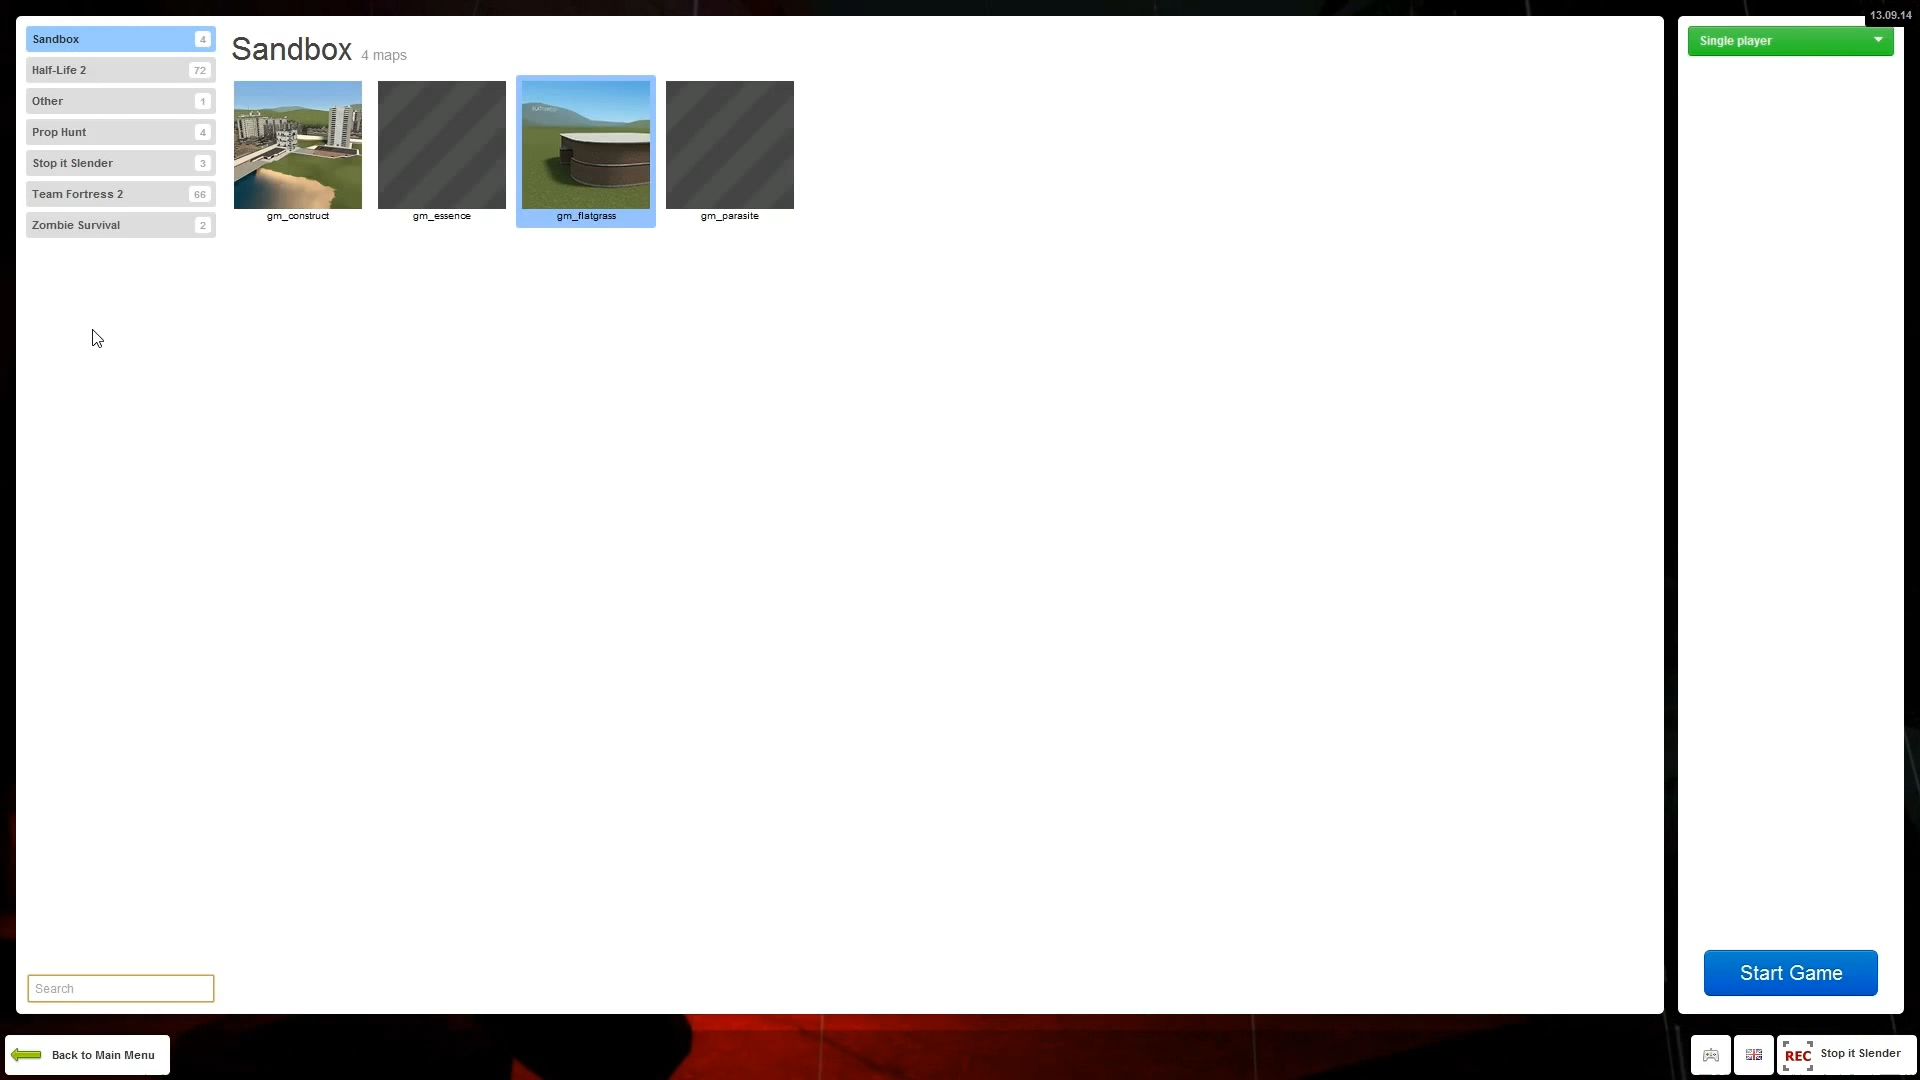 13.09.14
Sandbox 4
Half-Life 2 72
Other 1
Prop Hunt 4
Stop it Slender 3
Team Fortress 2 66
Zombie Survival 2
Sandbox 4 maps
gm_construct
gm_essence
gm_flatgrass
gm_parasite
Single player
Start Game
Search
Back to Main Menu
REC Stop it Slender